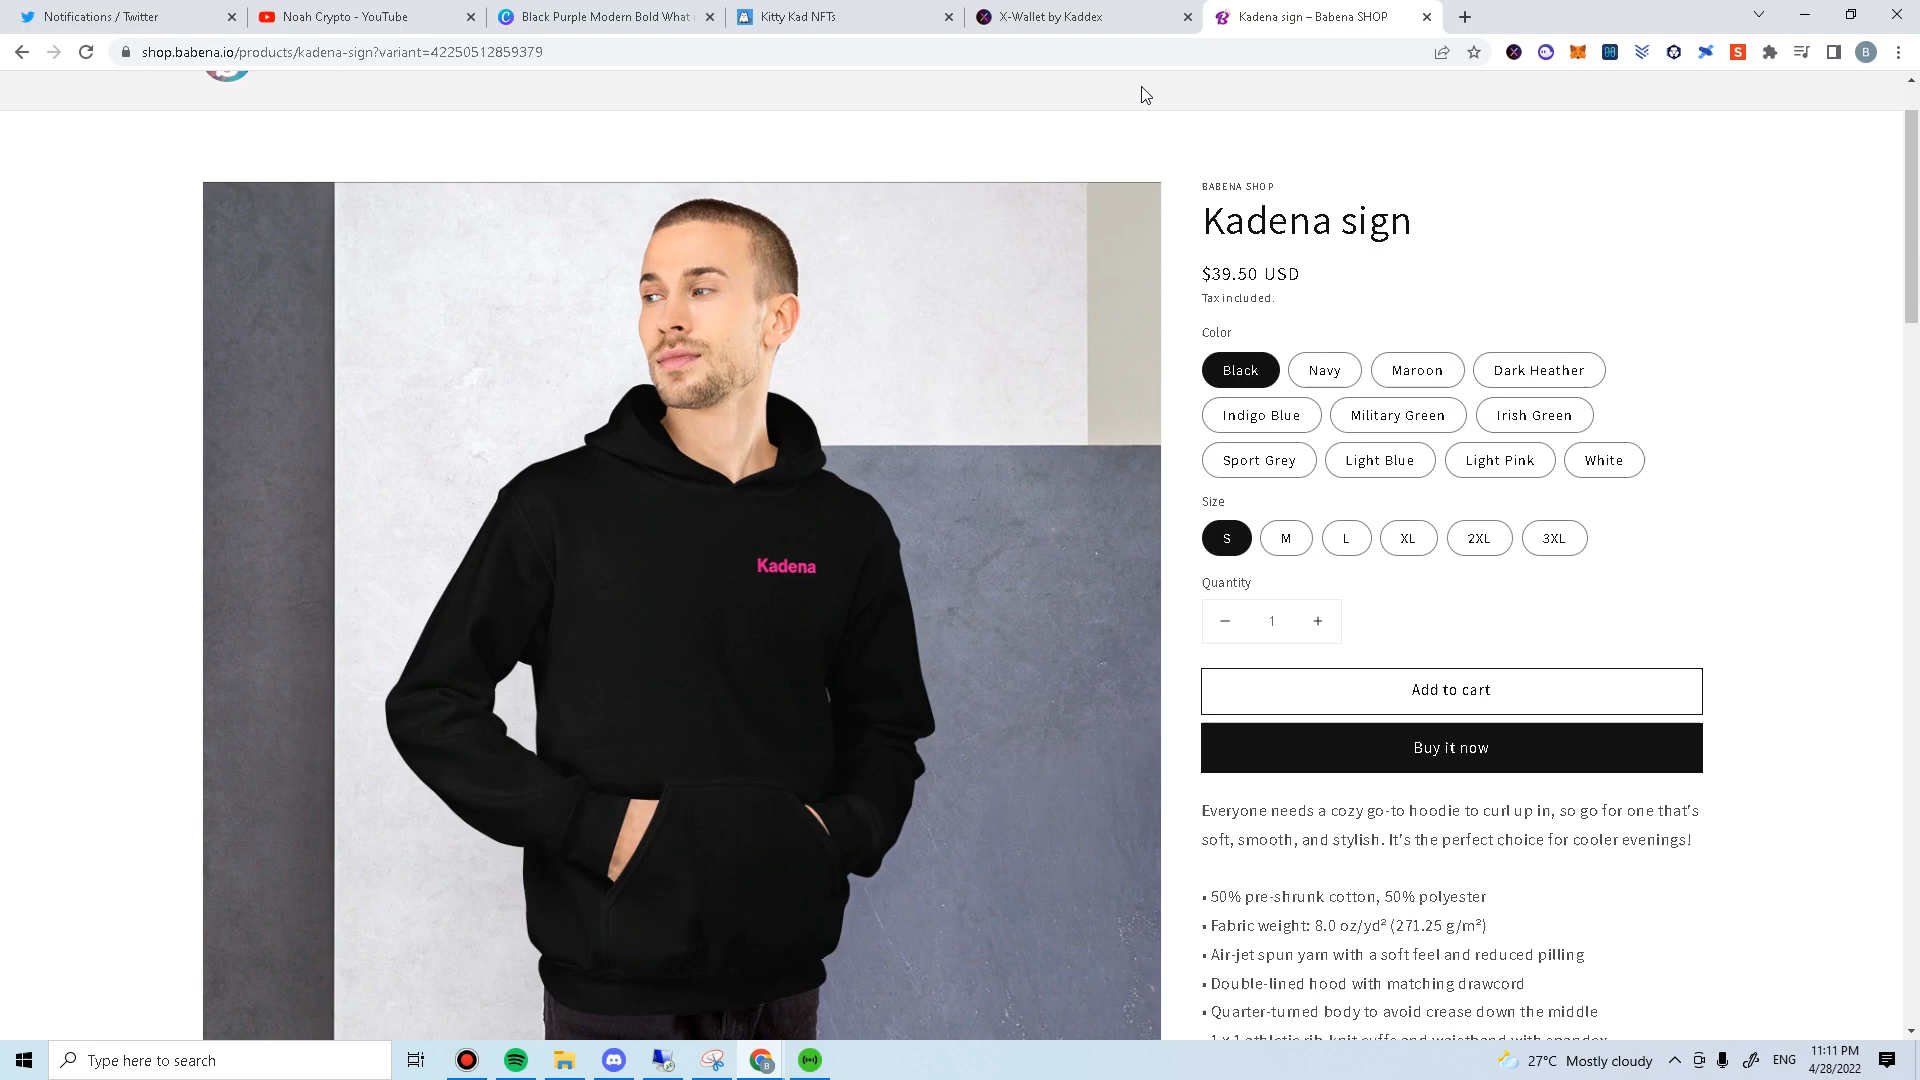 Notifications / Twitter
Noah Crypto - YouTube
Black Purple Modern Bold What
Kitty Kad NFTs
X-Wallet by Kaddex
Kadena sign – Babena SHOP
shop.babena.io/products/kadena-sign?variant=42250512859379
BABENA SHOP
Kadena sign
$39.50 USD
Tax included.
Color
Black Navy Maroon Dark Heather
Indigo Blue Military Green Irish Green
Sport Grey Light Blue Light Pink White
Size
S M L XL 2XL 3XL
Quantity
− 1 +
Add to cart
Buy it now
Everyone needs a cozy go-to hoodie to curl up in, so go for one that's
soft, smooth, and stylish. It's the perfect choice for cooler evenings!
• 50% pre-shrunk cotton, 50% polyester
• Fabric weight: 8.0 oz/yd² (271.25 g/m²)
• Air-jet spun yarn with a soft feel and reduced pilling
• Double-lined hood with matching drawcord
• Quarter-turned body to avoid crease down the middle
Kadena
Type here to search
27°C Mostly cloudy
ENG
11:11 PM
4/28/2022